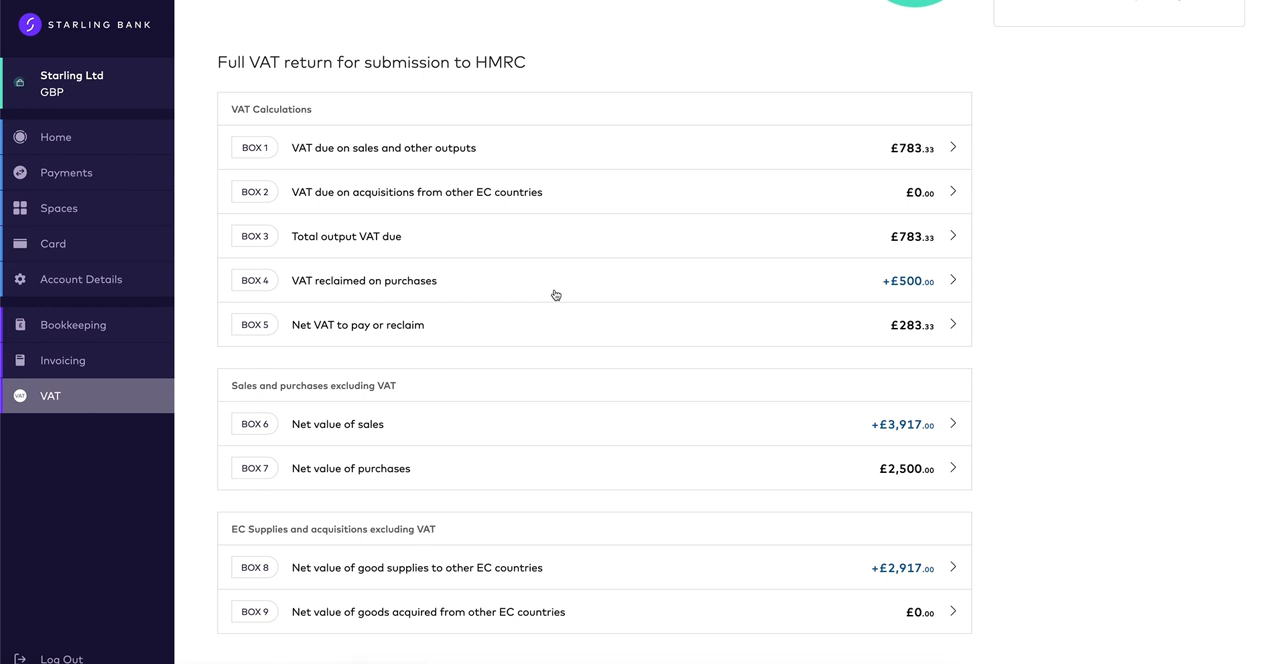 STARLING BANK
Starling Ltd
GBP
Home
Payments
Spaces
Card
Account Details
Bookkeeping
Invoicing
VAT VAT
Log Out
Full VAT return for submission to HMRC
VAT Calculations
BOX 1 VAT due on sales and other outputs £783.33
BOX 2 VAT due on acquisitions from other EC countries £0.00
BOX 3 Total output VAT due £783.33
BOX 4 VAT reclaimed on purchases +£500.00
BOX 5 Net VAT to pay or reclaim £283.33
Sales and purchases excluding VAT
BOX 6 Net value of sales +£3,917.00
BOX 7 Net value of purchases £2,500.00
EC Supplies and acquisitions excluding VAT
BOX 8 Net value of good supplies to other EC countries +£2,917.00
BOX 9 Net value of goods acquired from other EC countries £0.00